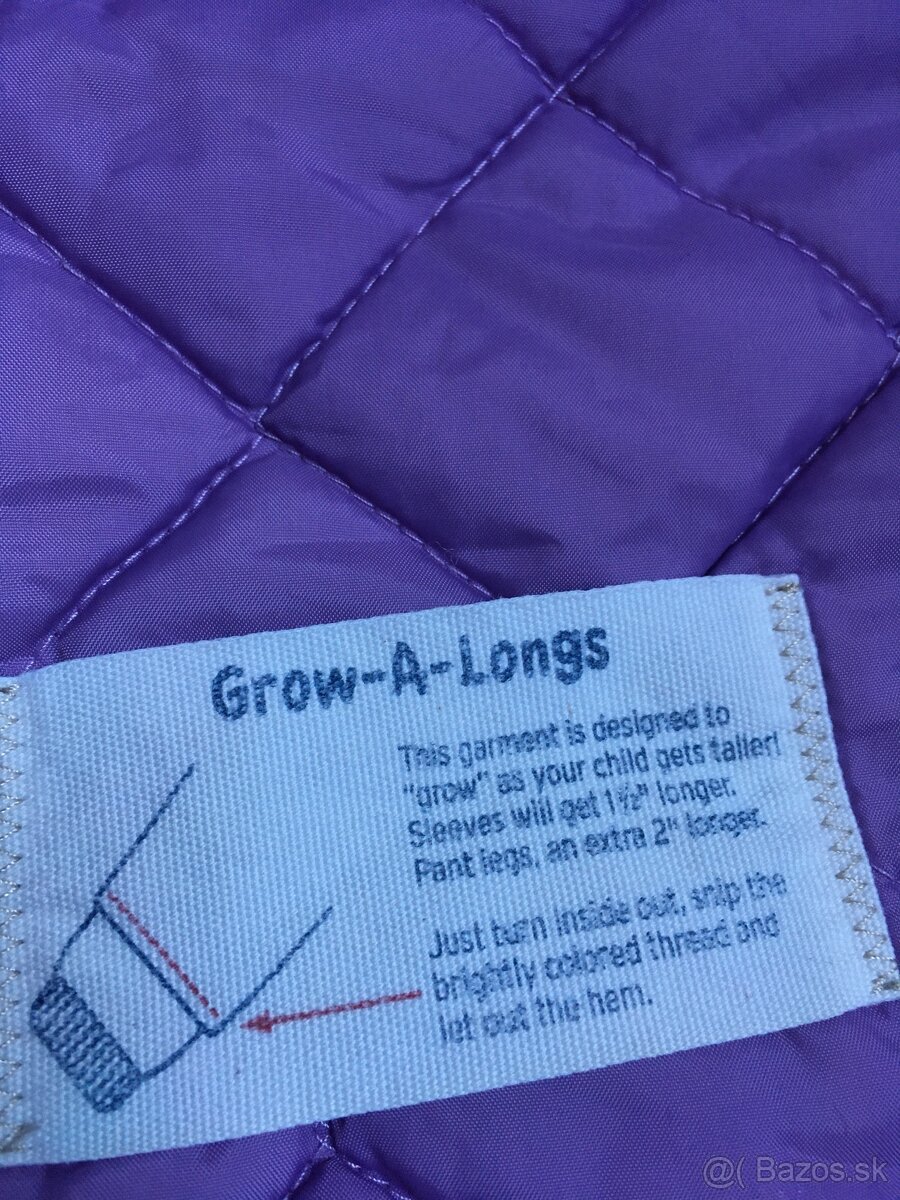 Grow-A-Longs
This garment is designed to
"grow" as your child gets taller!
Sleeves will get 1 1/2" longer.
Pant legs, an extra 2" longer.
Just turn inside out, snip the
brightly colored thread and
let out the hem.
@( Bazos.sk